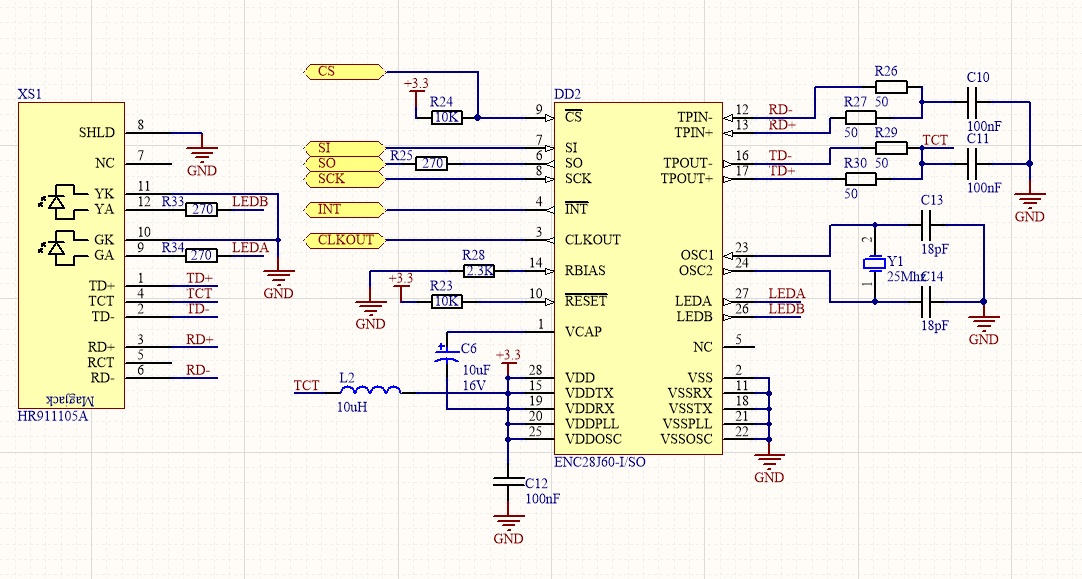 XS1
SHLD 8
GND
NC 7
YK 11
YA 12 R33 270 LEDB
GK 10
GA 9 R34 270 LEDA
GND
TD+ 1 TD+
TCT 4 TCT
TD- 2 TD-
RD+ 3 RD+
RCT 5
RD- 6 RD-
Magjack
HR911105A
CS
+3.3
R24
10K
SI
SO R25 270
SCK
INT
CLKOUT
R28
2.3K
GND
+3.3
R23
10K
C6
10uF
16V
+3.3
TCT L2
10uH
C12
100nF
GND
DD2
9 CS TPIN- 12 RD-
TPIN+ 13 RD+
7 SI
6 SO TPOUT- 16 TD-
8 SCK TPOUT+ 17 TD+
4 INT
3 CLKOUT
OSC1 23
14 RBIAS OSC2 24
10 RESET LEDA 27 LEDA
LEDB 26 LEDB
1 VCAP
NC 5
28 VDD VSS 2
15 VDDTX VSSRX 11
19 VDDRX VSSTX 18
20 VDDPLL VSSPLL 21
25 VDDOSC VSSOSC 22
ENC28J60-I/SO
GND
R26
50
R27
50
R29
50
R30
50
TCT
C10
100nF
C11
100nF
GND
C13
18pF
2
Y1
25Mhz
1
C14
18pF
GND